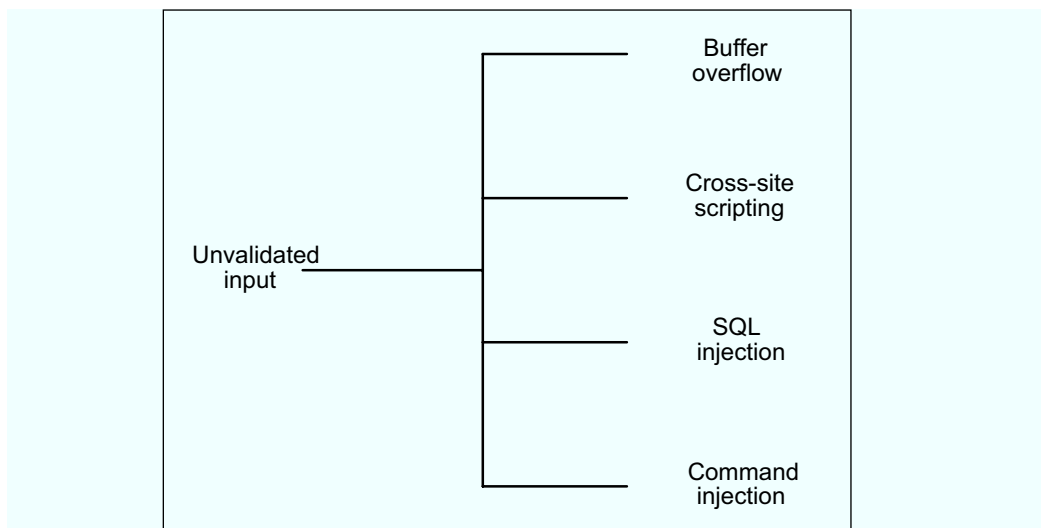 Buffer
overflow
Cross-site
scripting
Unvalidated
input
SQL
injection
Command
injection